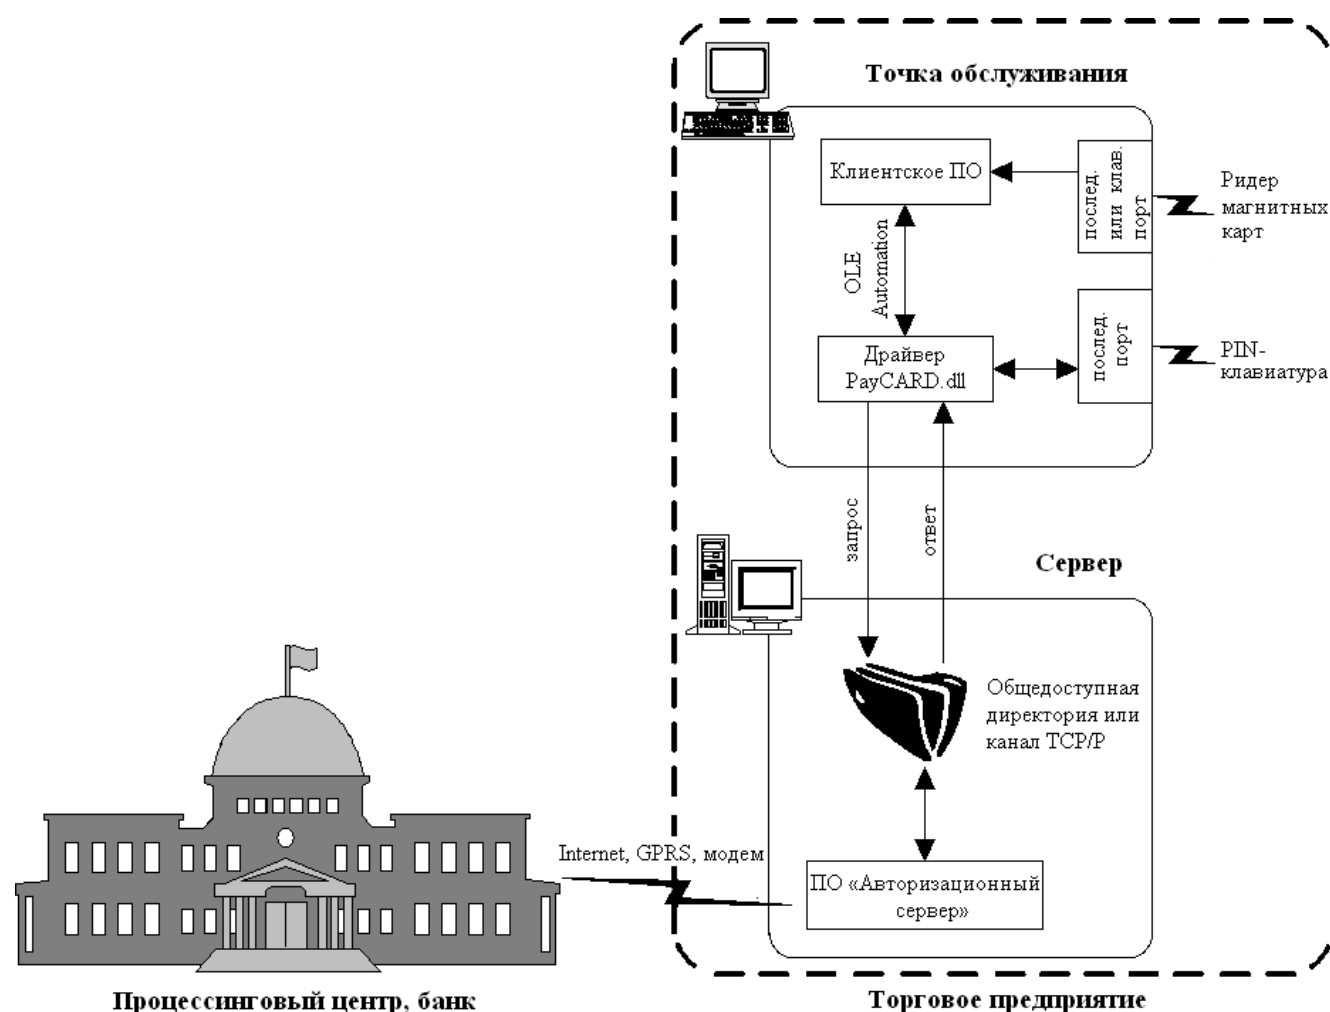 Точка обслуживания
Клиентское ПО
послед.
или клав.
порт
Ридер
магнитных
карт
OLE
Automation
Драйвер
PayCARD.dll
послед.
порт
PIN-
клавиатура
запрос
ответ
Сервер
Общедоступная
директория или
канал TCP/P
Internet, GPRS, модем
ПО «Авторизационный
сервер»
Процессинговый центр, банк
Торговое предприятие